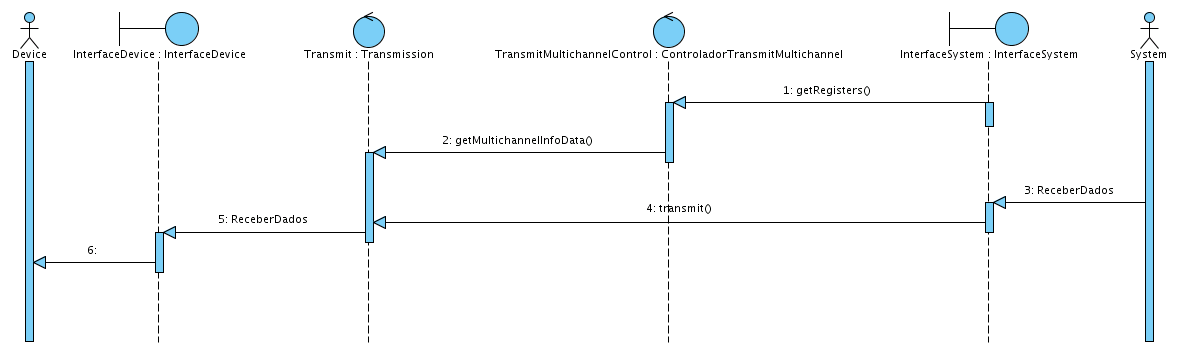 Device
InterfaceDevice : InterfaceDevice
Transmit : Transmission
TransmitMultichannelControl : ControladorTransmitMultichannel
InterfaceSystem : InterfaceSystem
System
1: getRegisters()
2: getMultichannelInfoData()
3: ReceberDados
4: transmit()
5: ReceberDados
6: